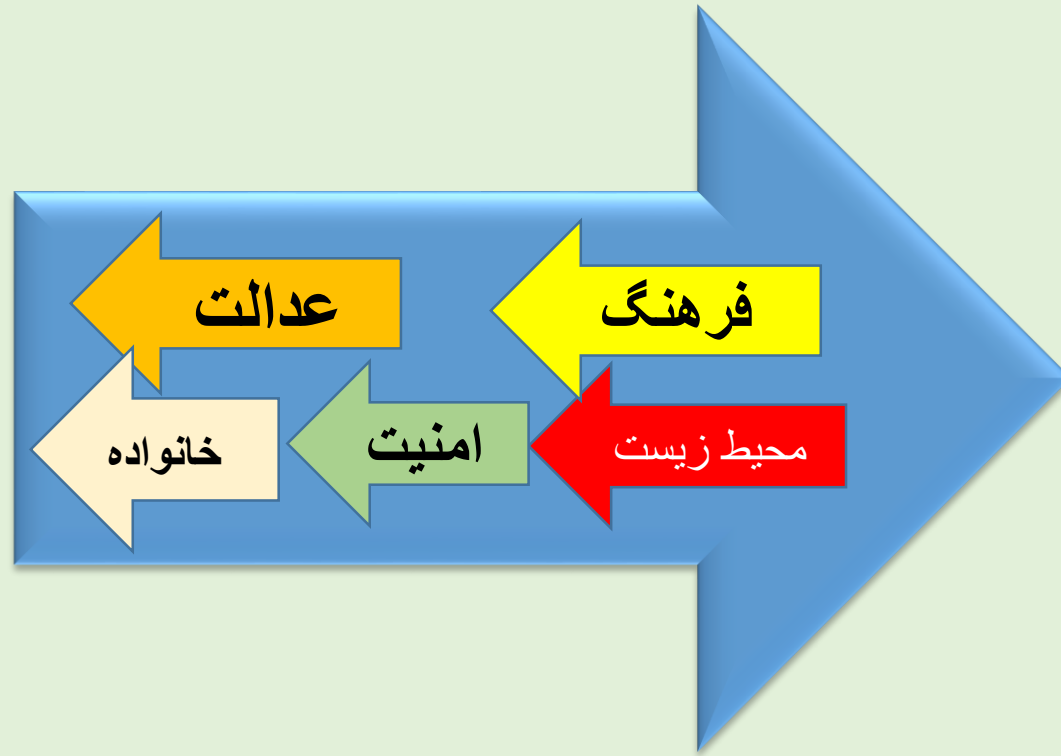 فرهنگ
عدالت
محیط زیست
امنیت
خانواده